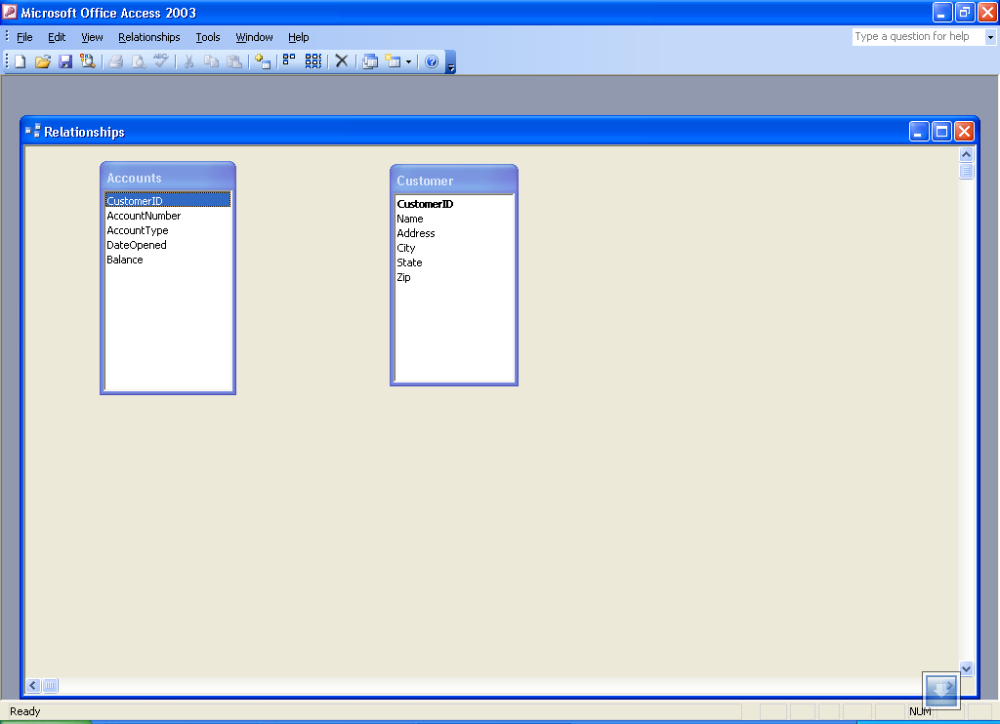 Microsoft Office Access 2003
File Edit View Relationships Tools Window Help
Type a question for help
Relationships
Accounts
CustomerID
AccountNumber
AccountType
DateOpened
Balance
Customer
CustomerID
Name
Address
City
State
Zip
Ready
NUM